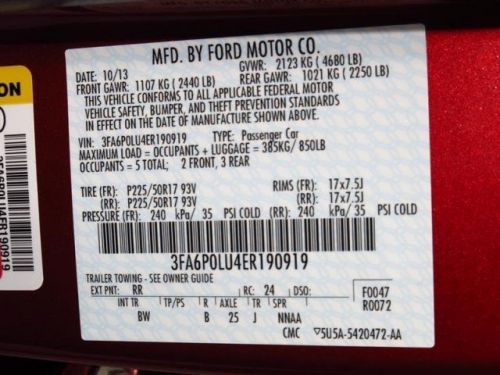 MFD. BY FORD MOTOR CO.
DATE: 10/13 GVWR: 2123 KG ( 4680 LB)
FRONT GAWR: 1107 KG ( 2440 LB) REAR GAWR: 1021 KG ( 2250 LB)
THIS VEHICLE CONFORMS TO ALL APPLICABLE FEDERAL MOTOR
VEHICLE SAFETY, BUMPER, AND THEFT PREVENTION STANDARDS
IN EFFECT ON THE DATE OF MANUFACTURE SHOWN ABOVE.
VIN: 3FA6P0LU4ER190919 TYPE: Passenger Car
MAXIMUM LOAD = OCCUPANTS + LUGGAGE = 385KG/ 850LB
OCCUPANTS = 5 TOTAL; 2 FRONT, 3 REAR
TIRE (FR): P225/50R17 93V RIMS (FR): 17x7.5J
(RR): P225/50R17 93V (RR): 17x7.5J
PRESSURE (FR): 240 kPa/ 35 PSI COLD (RR): 240 kPa/35 PSI COLD
3FA6P0LU4ER190919
TRAILER TOWING - SEE OWNER GUIDE
EXT PNT: RR RC: 24 DSO: F0047
INT TR TP/PS R AXLE TR SPR R0072
BW B 25 J NNAA
CMC ▽5U5A-5420472-AA
ION
3FA6P0LU4ER190919